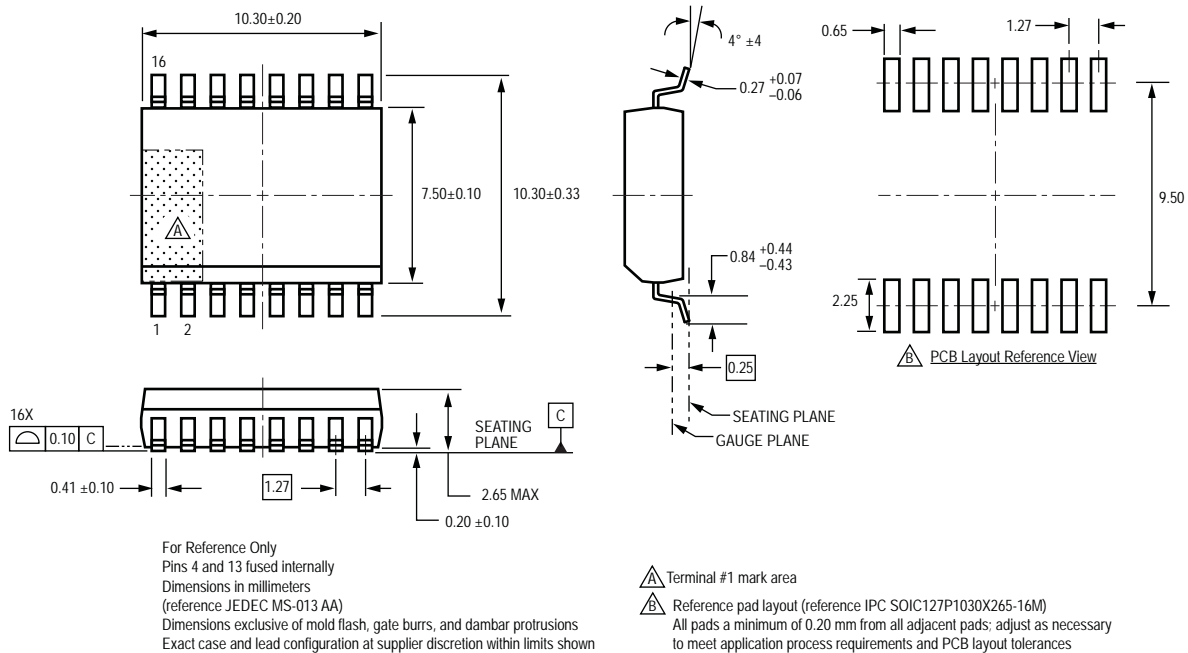 10.30±0.20
16
7.50±0.10
10.30±0.33
A
1 2
4° ±4
0.27 +0.07 –0.06
0.84 +0.44 –0.43
0.25
SEATING PLANE
GAUGE PLANE
0.65
1.27
9.50
2.25
B PCB Layout Reference View
16X
0.10 C
SEATING
PLANE
C
0.41 ±0.10
1.27
2.65 MAX
0.20 ±0.10
For Reference Only
Pins 4 and 13 fused internally
Dimensions in millimeters
(reference JEDEC MS-013 AA)
Dimensions exclusive of mold flash, gate burrs, and dambar protrusions
Exact case and lead configuration at supplier discretion within limits shown
A Terminal #1 mark area
B Reference pad layout (reference IPC SOIC127P1030X265-16M)
All pads a minimum of 0.20 mm from all adjacent pads; adjust as necessary
to meet application process requirements and PCB layout tolerances